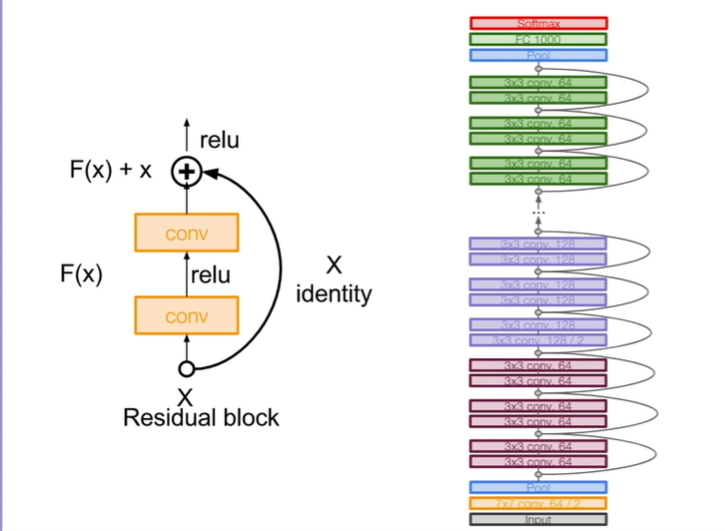 relu
F(x) + x
conv
F(x)
relu
X
identity
conv
X
Residual block
Softmax
FC 1000
Pool
3x3 conv, 64
3x3 conv, 64
3x3 conv, 64
3x3 conv, 64
3x3 conv, 64
3x3 conv, 64
...
3x3 conv, 128
3x3 conv, 128
3x3 conv, 128
3x3 conv, 128
3x3 conv, 128
3x3 conv, 128 / 2
3x3 conv, 64
3x3 conv, 64
3x3 conv, 64
3x3 conv, 64
3x3 conv, 64
3x3 conv, 64
Pool
7x7 conv, 64 / 2
Input